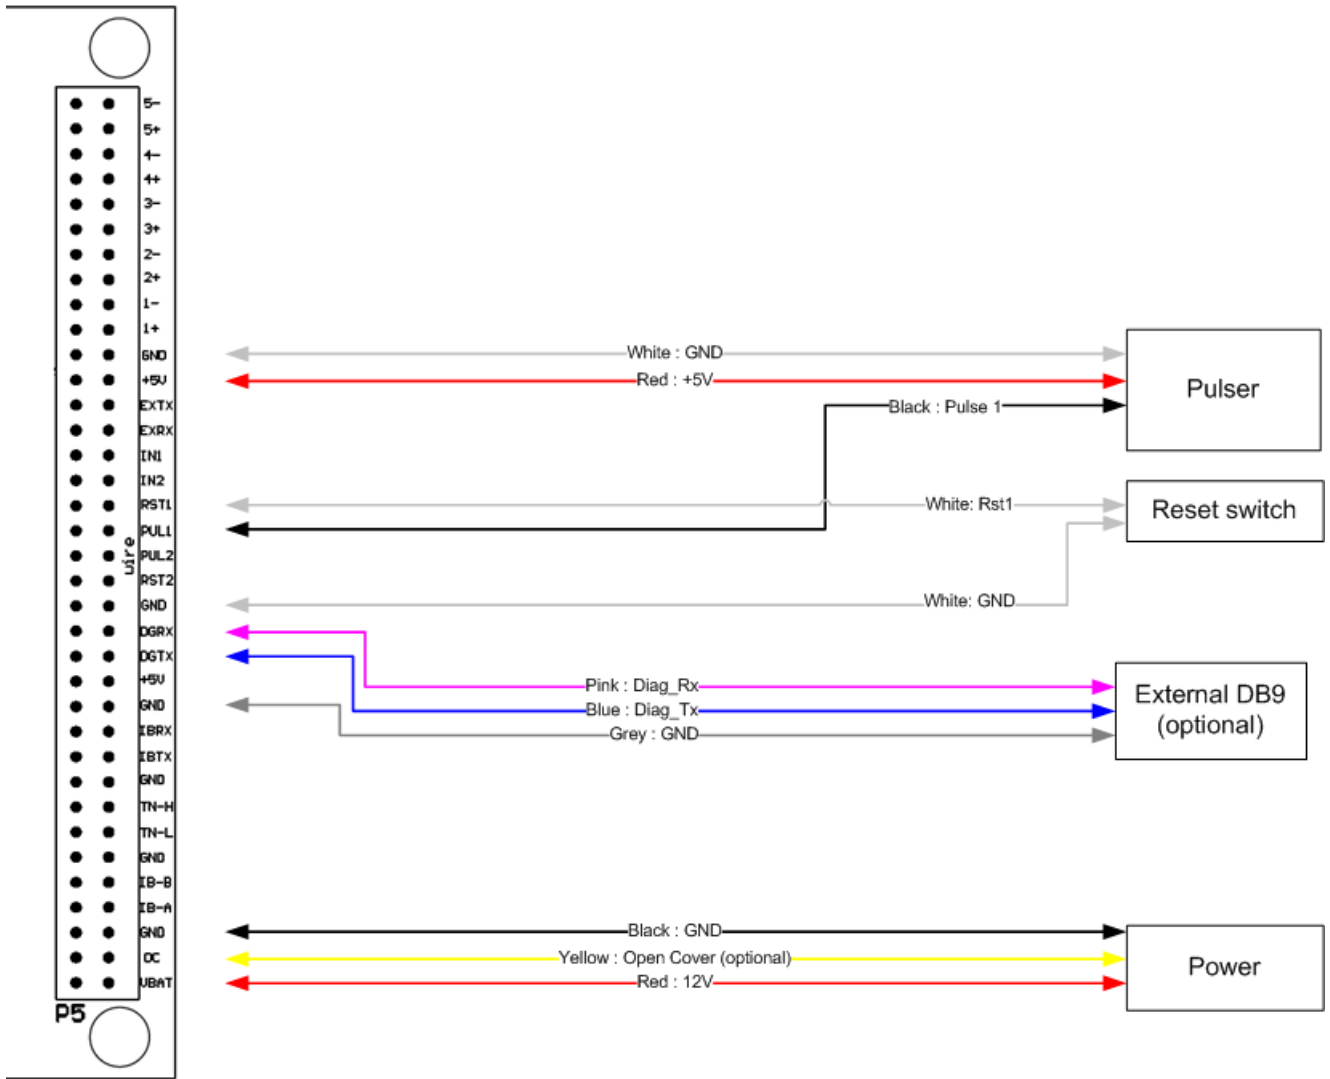 5-
5+
4-
4+
3-
3+
2-
2+
1-
1+
GND
+5V
EXTX
EXRX
IN1
IN2
RST1
PUL1
PUL2
RST2
GND
DGRX
DGTX
+5V
GND
IBRX
IBTX
GND
TN-H
TN-L
GND
IB-B
IB-A
GND
OC
VBAT
wire
P5
White : GND
Red : +5V
Black : Pulse 1
Pulser
White: Rst1
White: GND
Reset switch
Pink : Diag_Rx
Blue : Diag_Tx
Grey : GND
External DB9
(optional)
Black : GND
Yellow : Open Cover (optional)
Red : 12V
Power